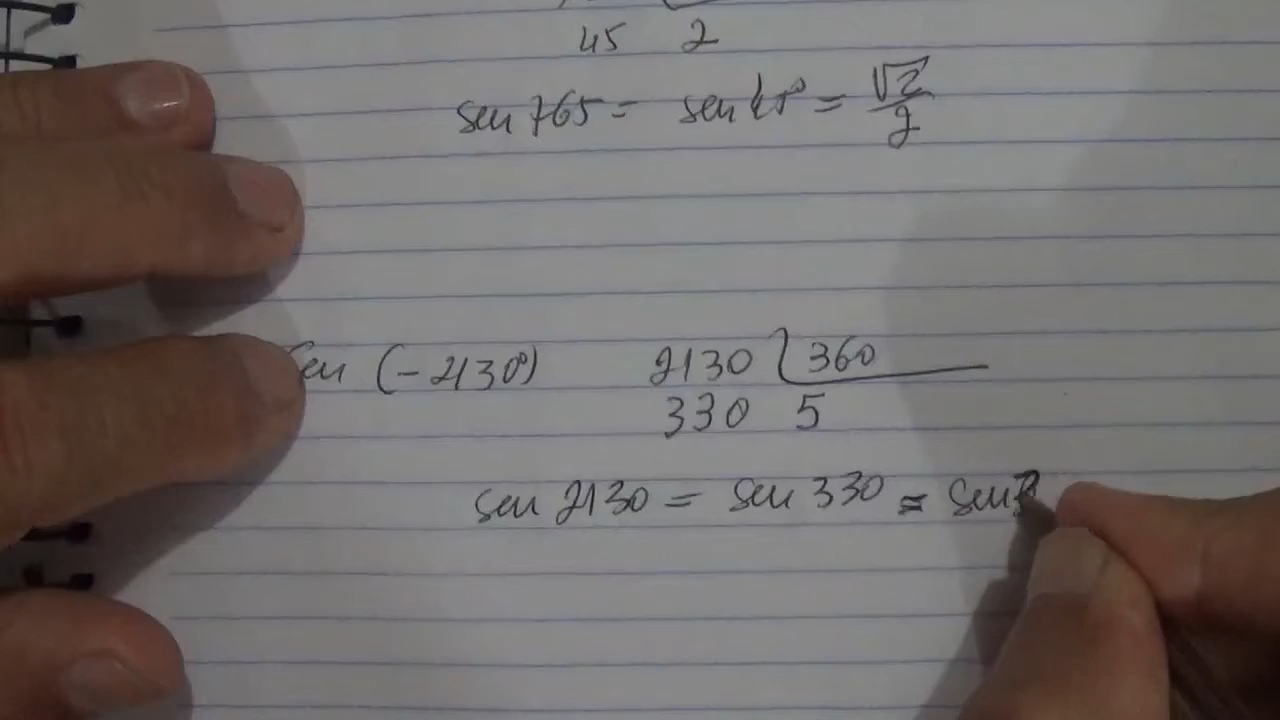 45 2
sen 765 = sen 45° = √2/2
sen (-2130°) 2130 360
330 5
sen 2130 = sen 330 = sen